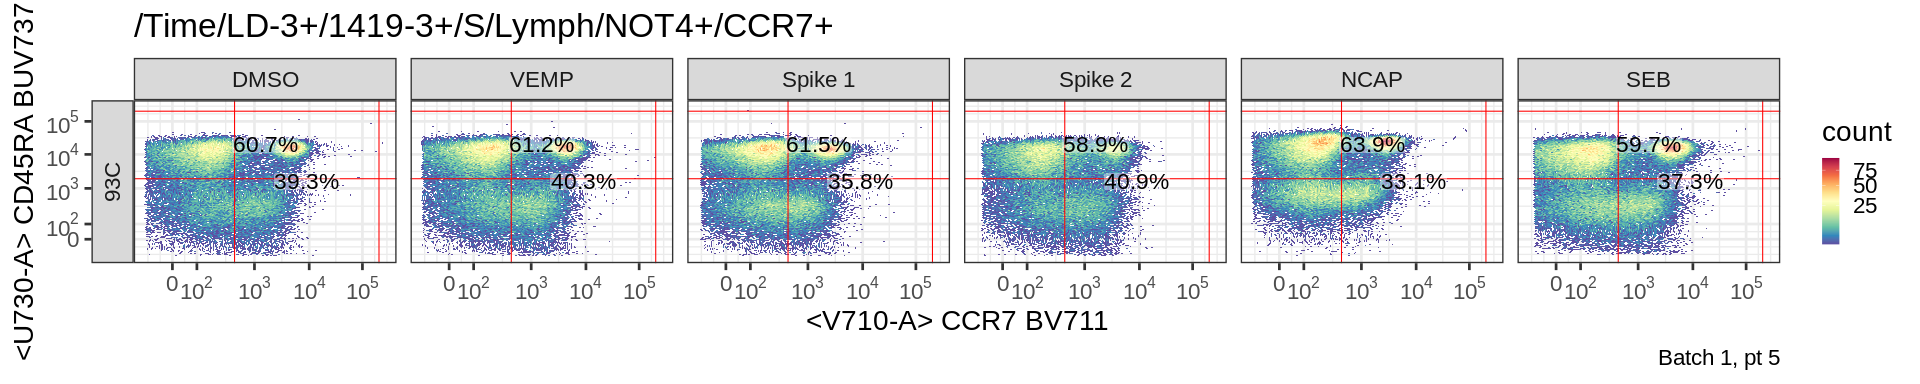 /Time/LD-3+/1419-3+/S/Lymph/NOT4+/CCR7+
DMSO VEMP Spike 1 Spike 2 NCAP SEB
<U730-A> CD45RA BUV737
93C
10^5
10^4
10^3
10^2
0
60.7% 61.2% 61.5% 58.9% 63.9% 59.7%
39.3% 40.3% 35.8% 40.9% 33.1% 37.3%
0 10^2 10^3 10^4 10^5 0 10^2 10^3 10^4 10^5 0 10^2 10^3 10^4 10^5 0 10^2 10^3 10^4 10^5 0 10^2 10^3 10^4 10^5 0 10^2 10^3 10^4 10^5
<V710-A> CCR7 BV711
count
75
50
25
Batch 1, pt 5